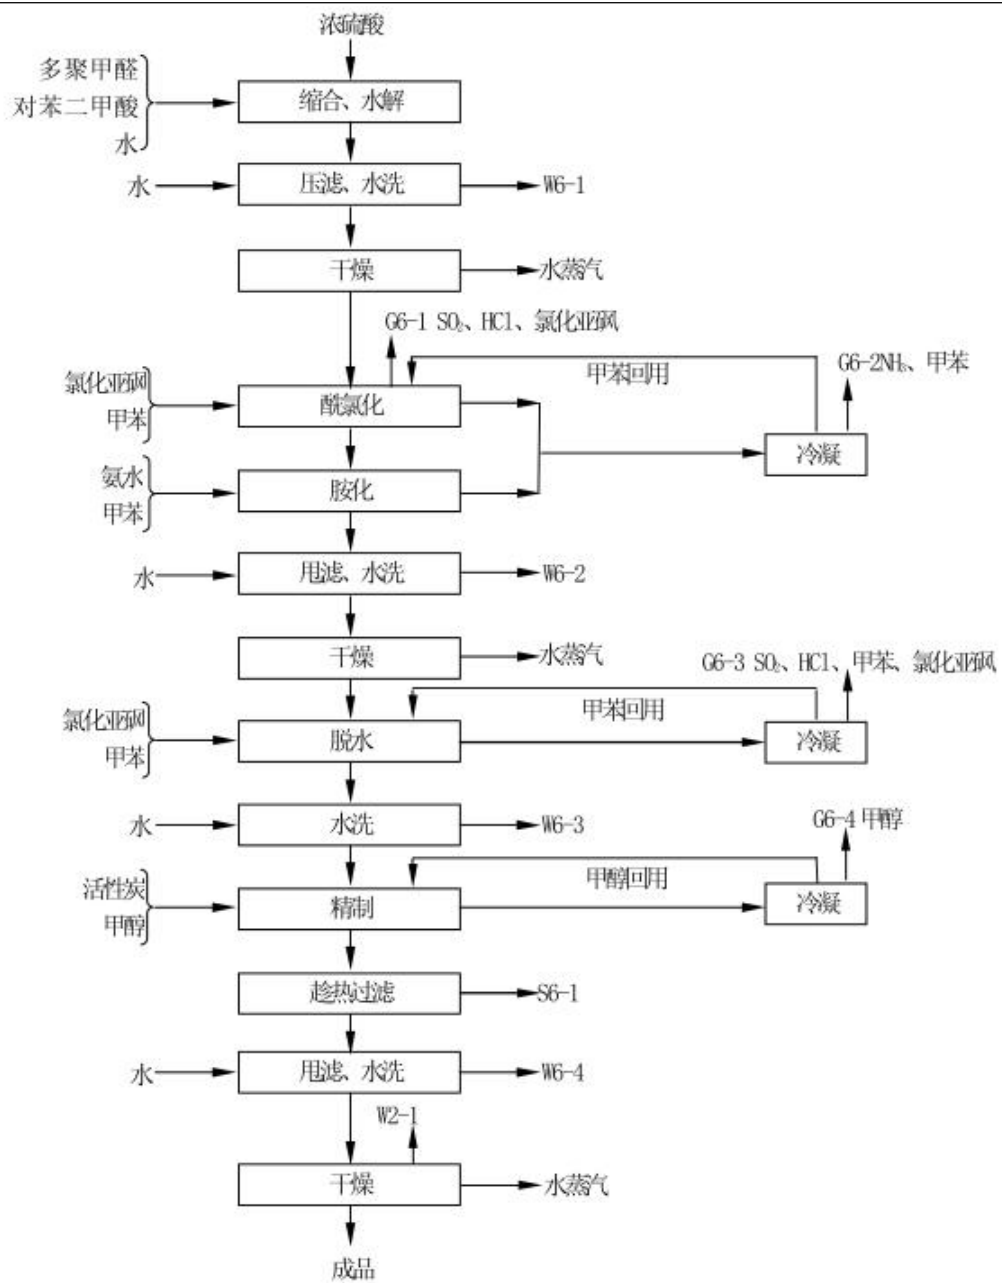 浓硫酸
多聚甲醛
对苯二甲酸
水
缩合、水解
水
压滤、水洗
W6-1
干燥
水蒸气
G6-1 SO₂、HCl、氯化亚砜
甲苯回用
G6-2NH₃、甲苯
氯化亚砜
甲苯
酰氯化
冷凝
氨水
甲苯
胺化
水
甩滤、水洗
W6-2
干燥
水蒸气
G6-3 SO₂、HCl、甲苯、氯化亚砜
甲苯回用
氯化亚砜
甲苯
脱水
冷凝
水
水洗
W6-3
G6-4 甲醇
甲醇回用
活性炭
甲醇
精制
冷凝
趁热过滤
S6-1
水
甩滤、水洗
W6-4
W2-1
干燥
水蒸气
成品